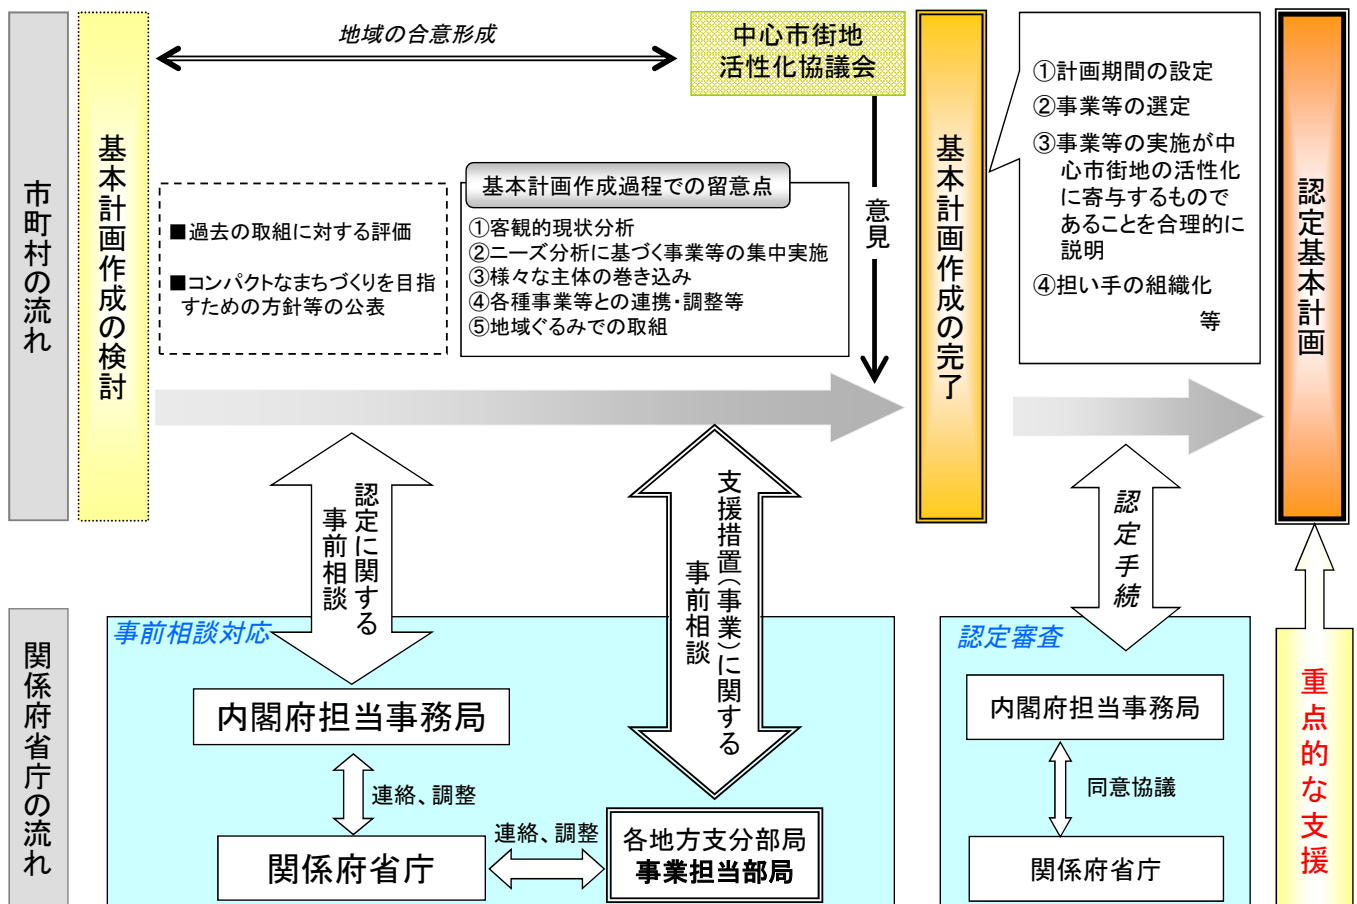 市町村の流れ
基本計画作成の検討
地域の合意形成
中心市街地
活性化協議会
意見
■過去の取組に対する評価
■コンパクトなまちづくりを目指
すための方針等の公表
基本計画作成過程での留意点
①客観的現状分析
②ニーズ分析に基づく事業等の集中実施
③様々な主体の巻き込み
④各種事業等との連携・調整等
⑤地域ぐるみでの取組
基本計画作成の完了
①計画期間の設定
②事業等の選定
③事業等の実施が中
心市街地の活性化
に寄与するもので
あることを合理的に
説明
④担い手の組織化
等
認定基本計画
認定に関する
事前相談
支援措置(事業)に関する
事前相談
認定手続
関係府省庁の流れ
事前相談対応
内閣府担当事務局
連絡、調整
関係府省庁
連絡、調整
各地方支分部局
事業担当部局
認定審査
内閣府担当事務局
同意協議
関係府省庁
重点的な支援